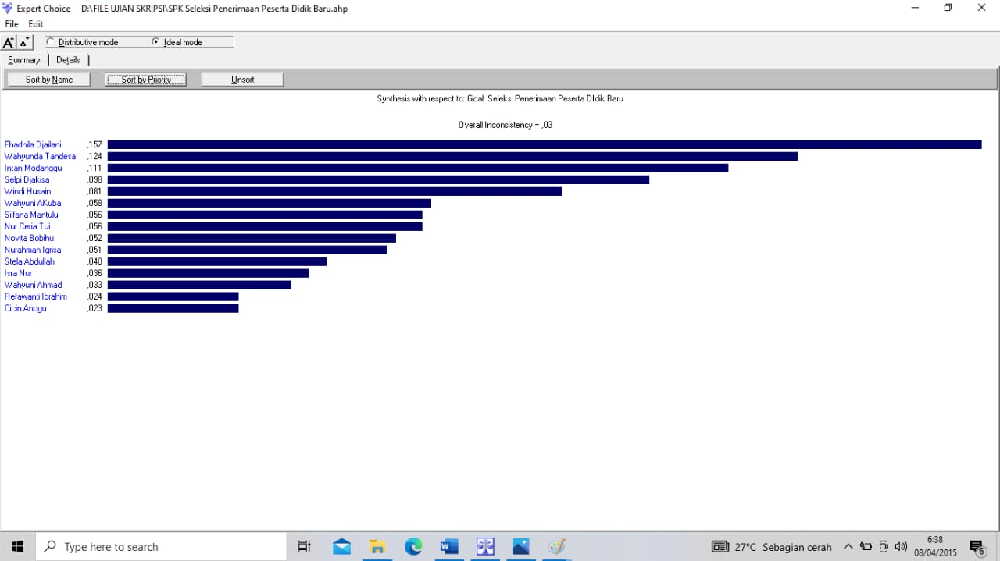 Expert Choice D:\FILE UJIAN SKRIPSI\SPK Seleksi Penerimaan Peserta Didik Baru.ahp
File Edit
A A Distributive mode Ideal mode
Summary Details
Sort by Name Sort by Priority Unsort
Synthesis with respect to: Goal: Seleksi Penerimaan Peserta DIdik Baru
Overall Inconsistency = ,03
Fhadhila Djailani ,157
Wahyunda Tandesa ,124
Intan Modanggu ,111
Selpi Djakisa ,098
Windi Husain ,081
Wahyuni AKuba ,058
Silfana Mantulu ,056
Nur Ceria Tui ,056
Novita Bobihu ,052
Nurahman Igrisa ,051
Stela Abdullah ,040
Isra Nur ,036
Wahyuni Ahmad ,033
Refawanti Ibrahim ,024
Cicin Anogu ,023
Type here to search 27°C Sebagian cerah 6:38
08/04/2015 6